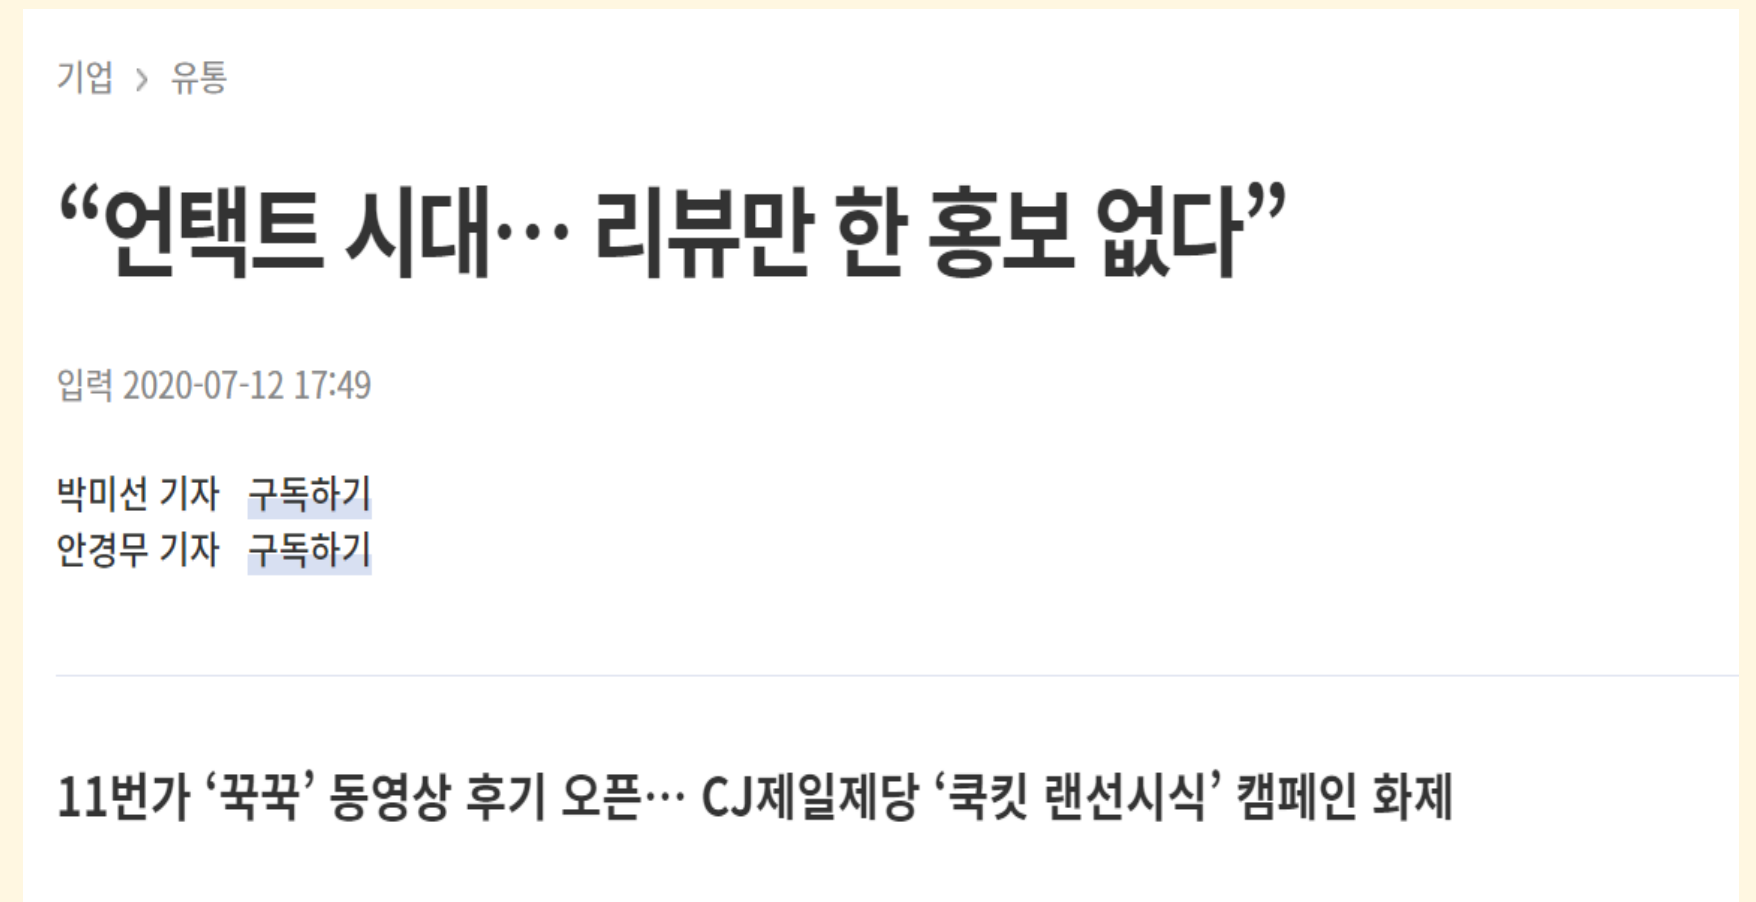 기업 > 유통
“언택트 시대… 리뷰만 한 홍보 없다”
입력 2020-07-12 17:49
박미선 기자 구독하기
안경무 기자 구독하기
11번가 ‘꾹꾹’ 동영상 후기 오픈… CJ제일제당 ‘쿡킷 랜선시식’ 캠페인 화제